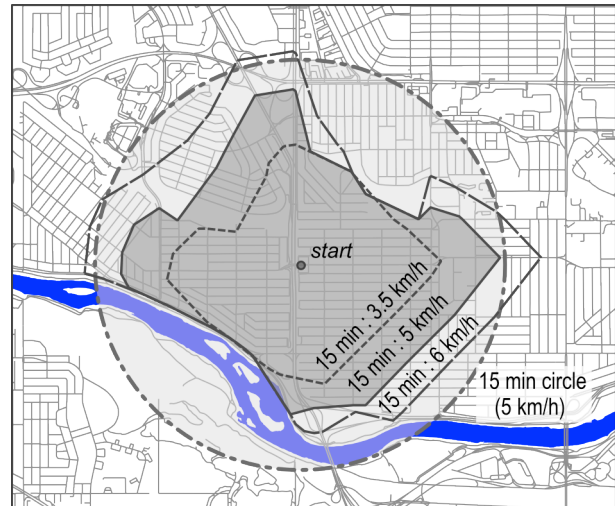 start
15 min : 3.5 km/h
15 min : 5 km/h
15 min : 6 km/h
15 min circle
(5 km/h)